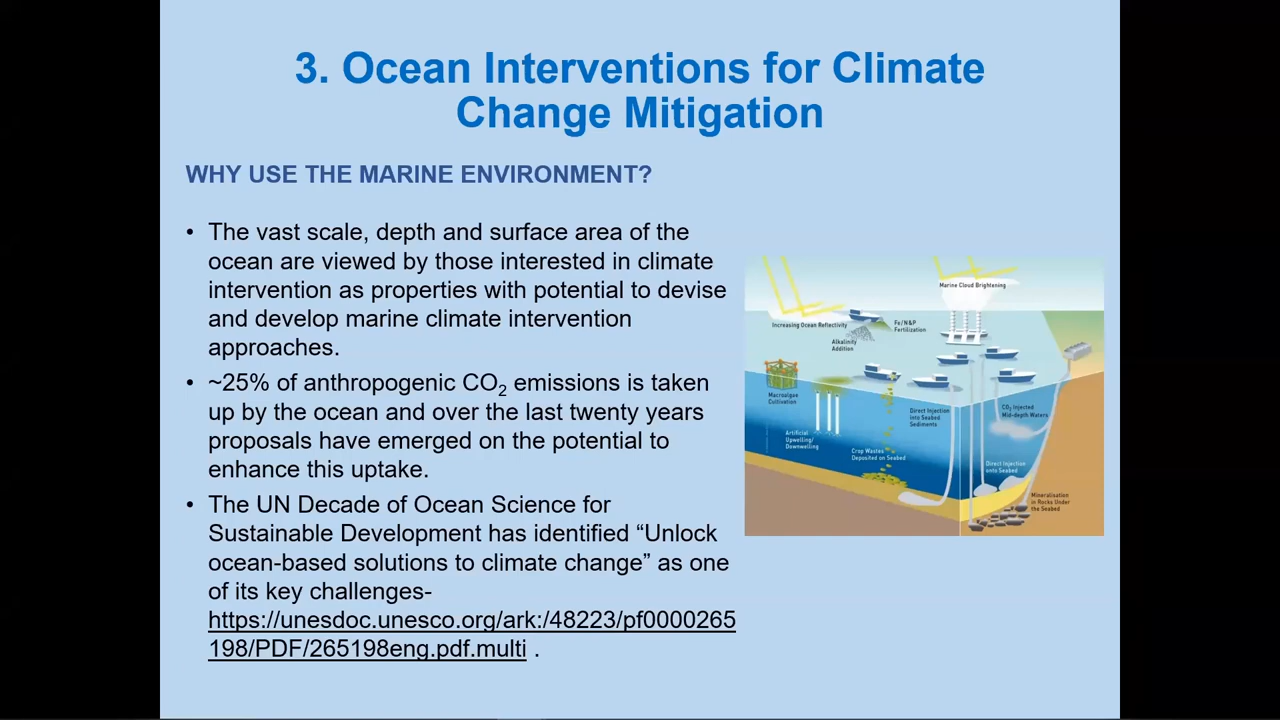 3. Ocean Interventions for Climate
Change Mitigation
WHY USE THE MARINE ENVIRONMENT?
• The vast scale, depth and surface area of the
ocean are viewed by those interested in climate
intervention as properties with potential to devise
and develop marine climate intervention
approaches.
• ~25% of anthropogenic CO₂ emissions is taken
up by the ocean and over the last twenty years
proposals have emerged on the potential to
enhance this uptake.
• The UN Decade of Ocean Science for
Sustainable Development has identified “Unlock
ocean-based solutions to climate change” as one
of its key challenges-
https://unesdoc.unesco.org/ark:/48223/pf0000265
198/PDF/265198eng.pdf.multi .
Marine Cloud Brightening
Increasing Ocean Reflectivity
Fe/N&P
Fertilization
Alkalinity
Addition
Macroalgae
Cultivation
Artificial
Upwelling/
Downwelling
Crop Wastes
Deposited on Seabed
Direct Injection
into Seabed
Sediments
CO₂ Injected
Mid-depth Waters
Direct Injection
onto Seabed
Mineralisation
in Rocks Under
the Seabed